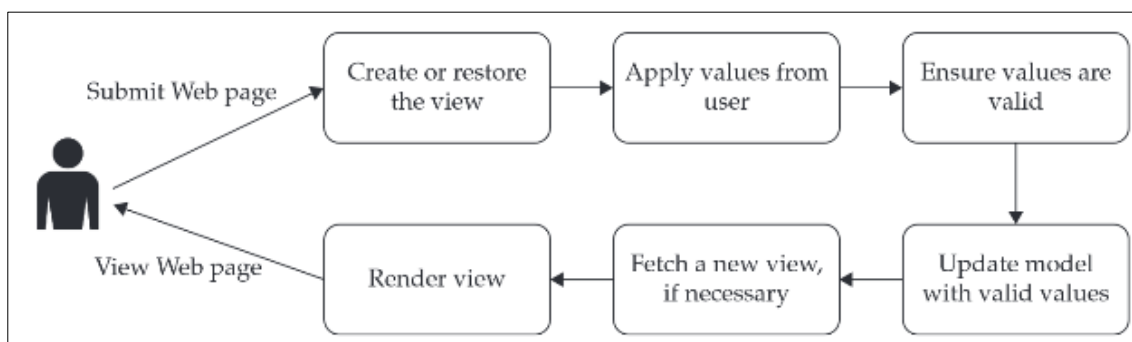 Submit Web page
Create or restore
the view
Apply values from
user
Ensure values are
valid
Update model
with valid values
Fetch a new view,
if necessary
Render view
View Web page